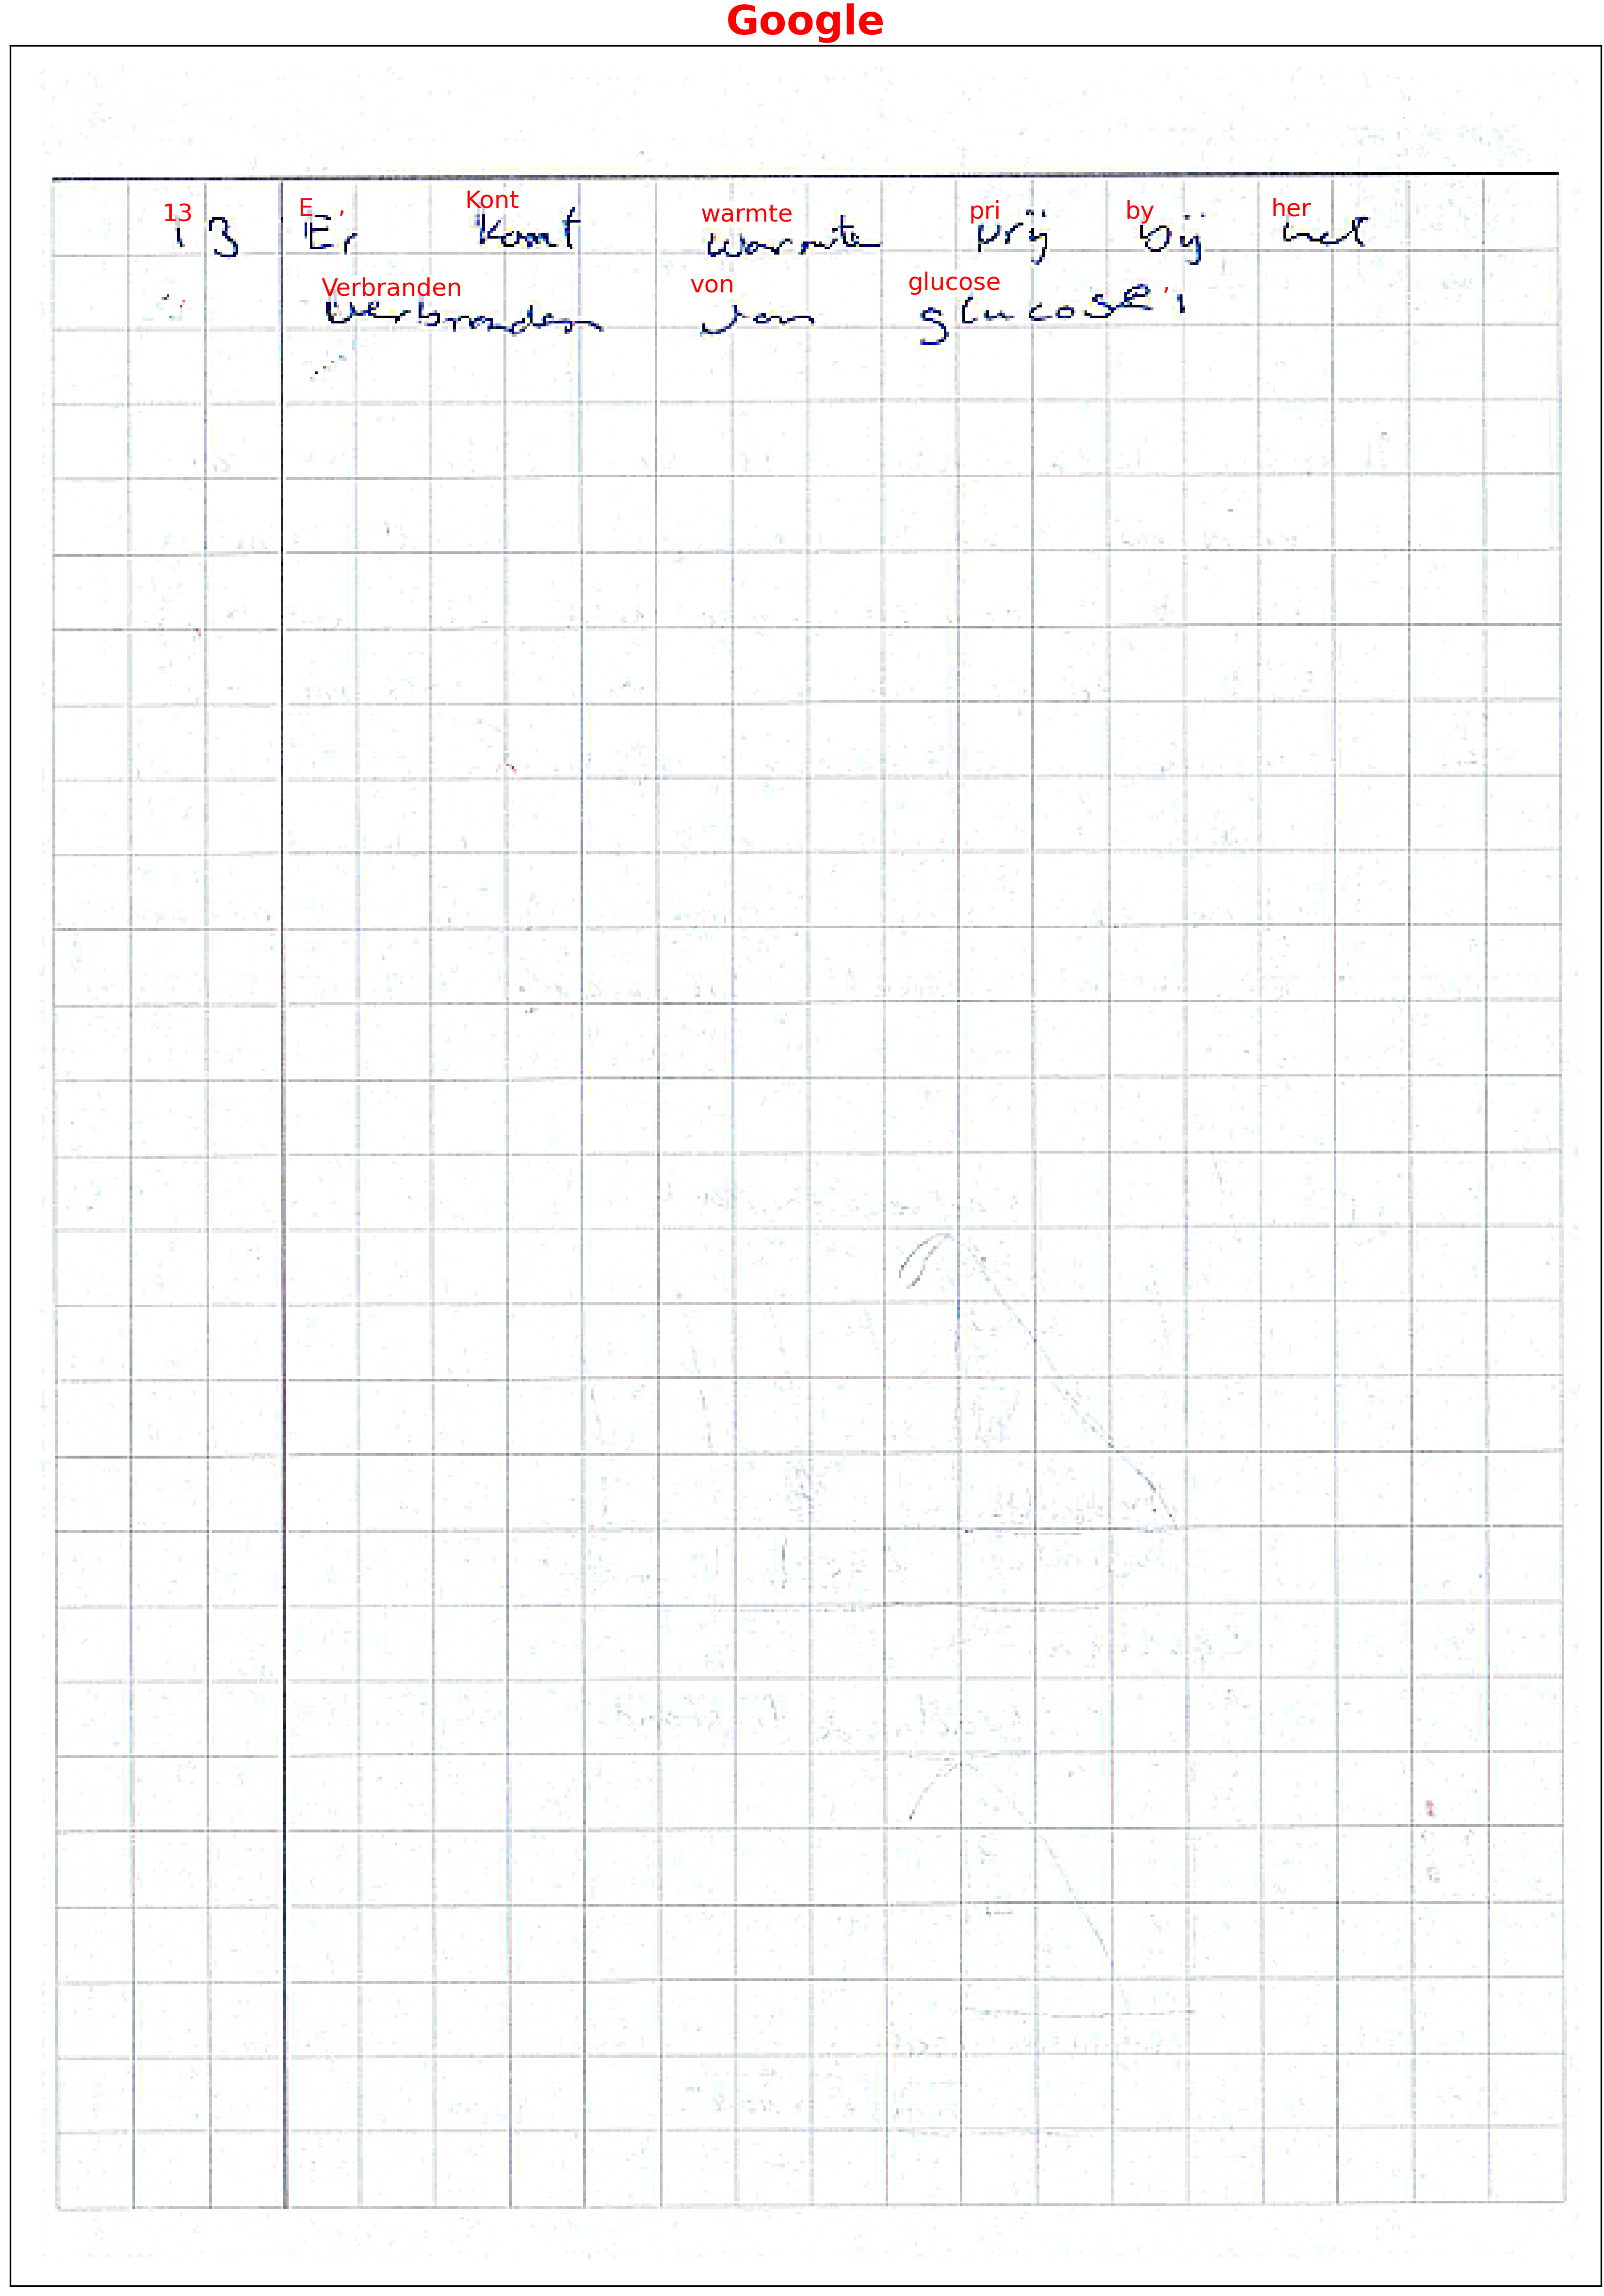 Google
13 E , Kont warmte pri by her
13 Er komt warmte vrij bij het
Verbranden von glucose ,
verbranden van glucose.